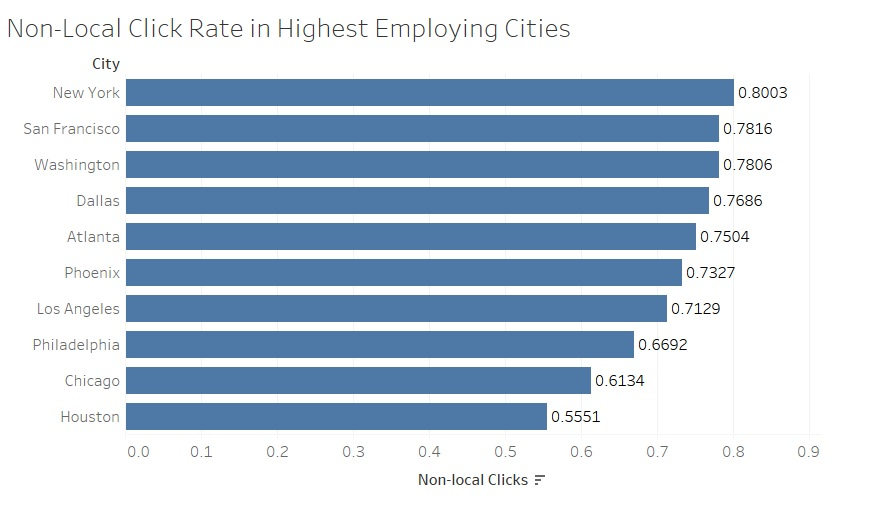 Non-Local Click Rate in Highest Employing Cities
City
New York 0.8003
San Francisco 0.7816
Washington 0.7806
Dallas 0.7686
Atlanta 0.7504
Phoenix 0.7327
Los Angeles 0.7129
Philadelphia 0.6692
Chicago 0.6134
Houston 0.5551
0.0 0.1 0.2 0.3 0.4 0.5 0.6 0.7 0.8 0.9
Non-local Clicks